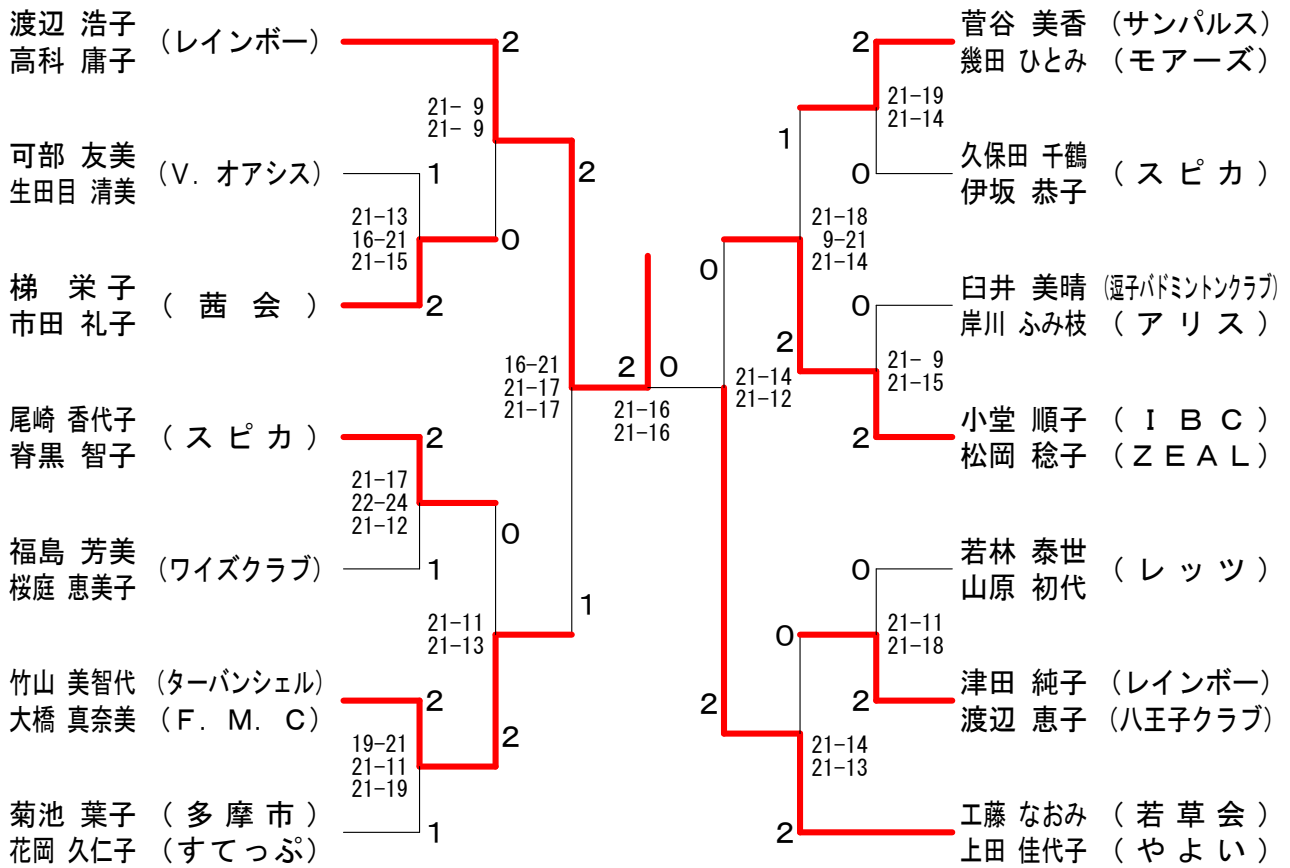 渡辺 浩子
高科 庸子
(レインボー)
2
21- 9
21- 9
可部 友美
生田目 清美
(V. オアシス)
1
21-13
16-21
21-15
0
梯 栄子
市田 礼子
( 茜 会 )
2
2
尾崎 香代子
脊黒 智子
( ス ピ カ )
2
21-17
22-24
21-12
0
福島 芳美
桜庭 恵美子
(ワイズクラブ)
1
21-11
21-13
竹山 美智代 (ターバンシェル)
大橋 真奈美 (F. M. C)
2
19-21
21-11
21-19
2
菊池 葉子 ( 多 摩 市 )
花岡 久仁子 (すてっぷ)
1
1
16-21
21-17
21-17
2
0
21-16
21-16
菅谷 美香 (サンパルス)
幾田 ひとみ (モアーズ)
2
21-19
21-14
1
久保田 千鶴
伊坂 恭子
( ス ピ カ )
0
21-18
9-21
21-14
0
臼井 美晴 (逗子バドミントンクラブ)
岸川 ふみ枝 ( ア リ ス )
0
21- 9
21-15
2
小堂 順子 ( I B C )
松岡 稔子 ( Z E A L )
2
21-14
21-12
若林 泰世
山原 初代
( レ ッ ツ )
0
21-11
21-18
0
津田 純子 (レインボー)
渡辺 恵子 (八王子クラブ)
2
21-14
21-13
2
工藤 なおみ ( 若 草 会 )
上田 佳代子 ( や よ い )
2